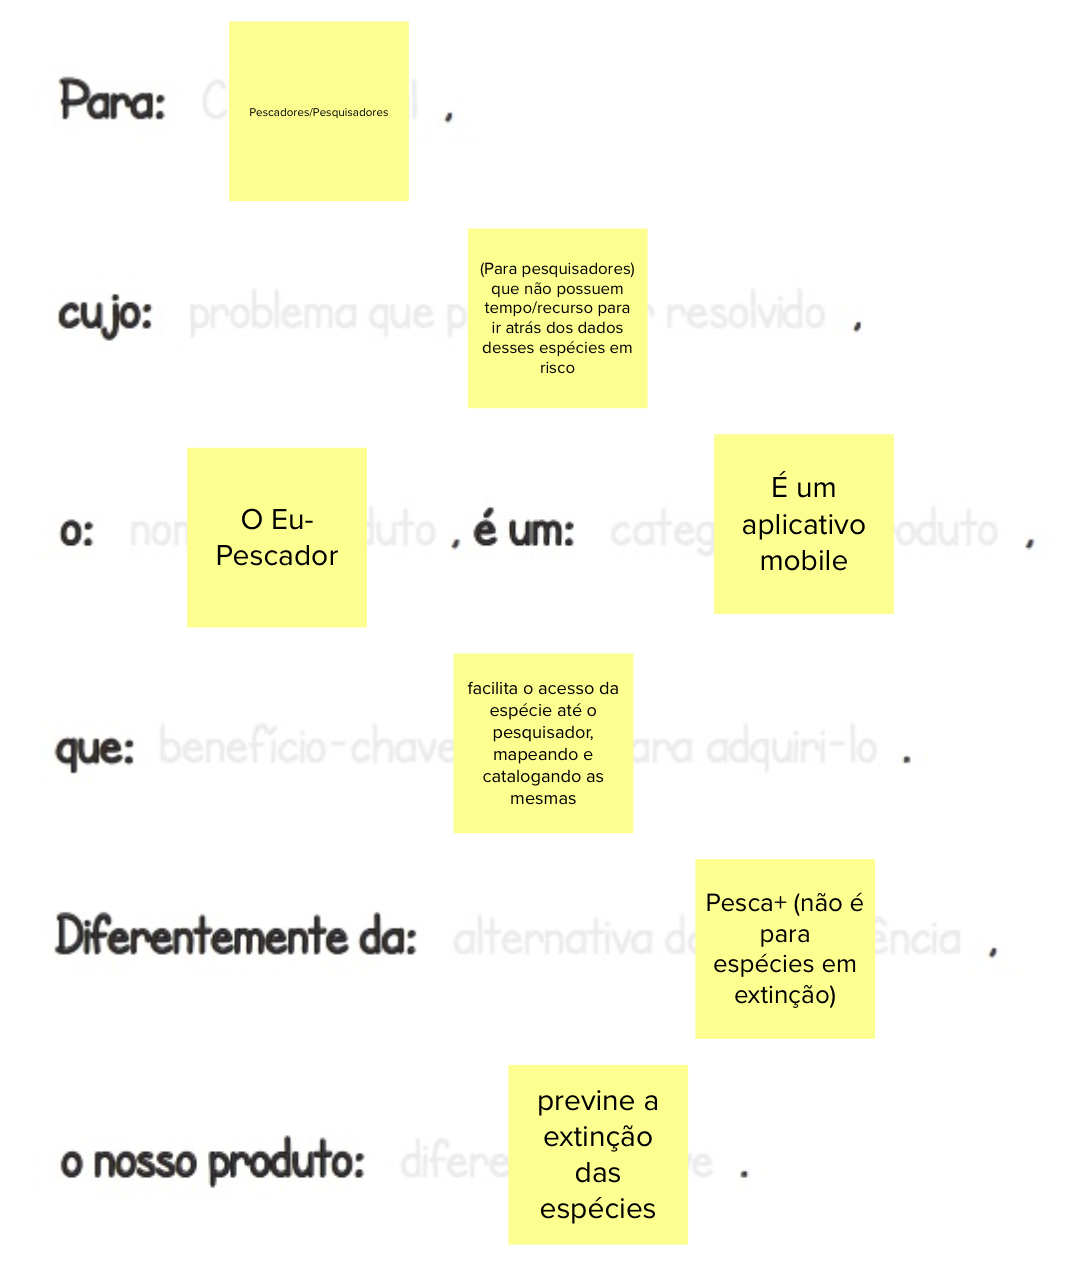 Para: Pescadores/Pesquisadores ,
cujo: problema que p (Para pesquisadores) r resolvido ,
que não possuem
tempo/recurso para
ir atrás dos dados
desses espécies em
risco
o: O Eu- duto , é um: É um oduto ,
Pescador
aplicativo
mobile
que: benefício-chave facilita o acesso da ara adquiri-lo .
espécie até o
pesquisador,
mapeando e
catalogando as
mesmas
Diferentemente da: alternativa Pesca+ (não é ência ,
para
espécies em
extinção)
o nosso produto: previne a .
extinção
das
espécies